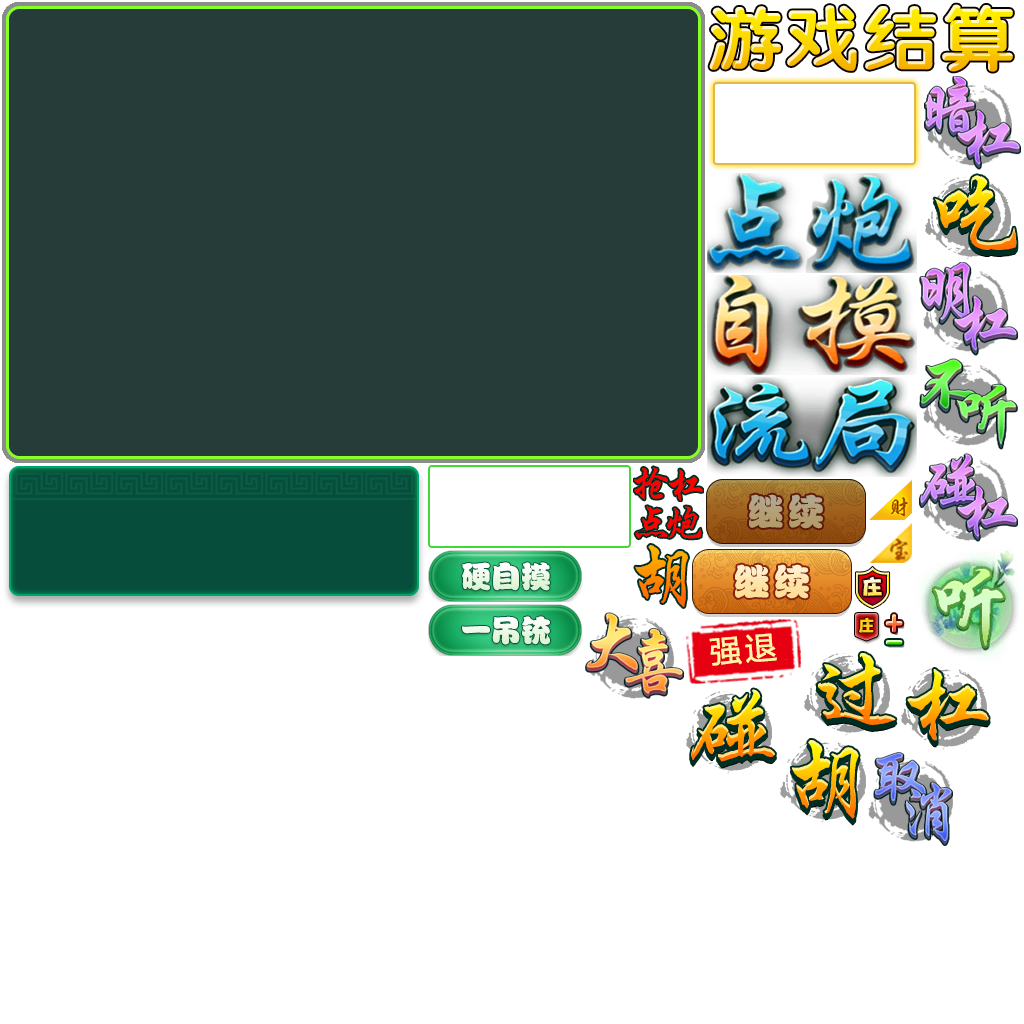 游戏结算
暗杠
点炮
吃
自摸
明杠
流局
不听
碰杠
抢杠
点炮
继续
财
宝
硬自摸
胡
继续
庄
听
一吊铳
大喜
强退
庄
+
-
过
杠
碰
胡
取消